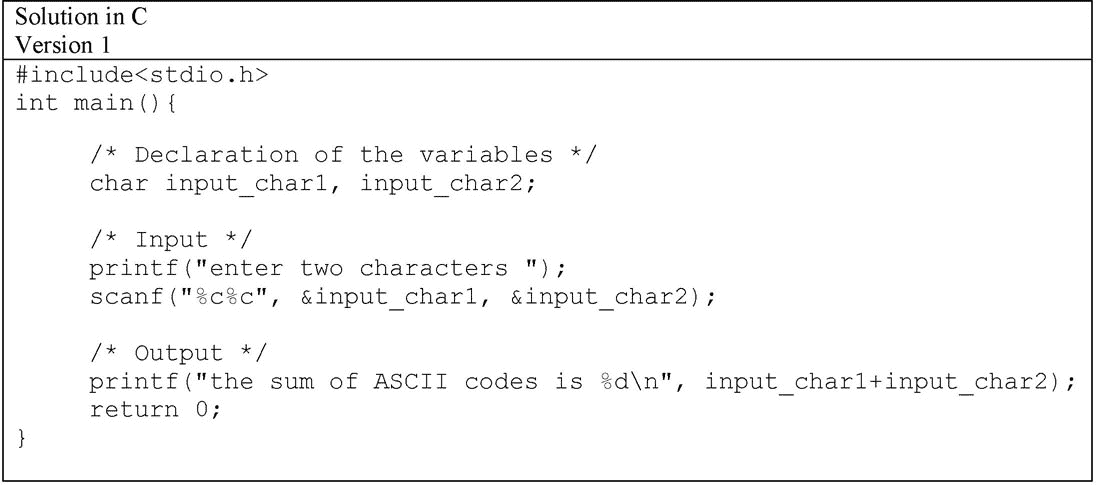 Solution in C
Version 1
#include<stdio.h>
int main(){
/* Declaration of the variables */
char input_char1, input_char2;
/* Input */
printf("enter two characters ");
scanf("%c%c", &input_char1, &input_char2);
/* Output */
printf("the sum of ASCII codes is %d\n", input_char1+input_char2);
return 0;
}